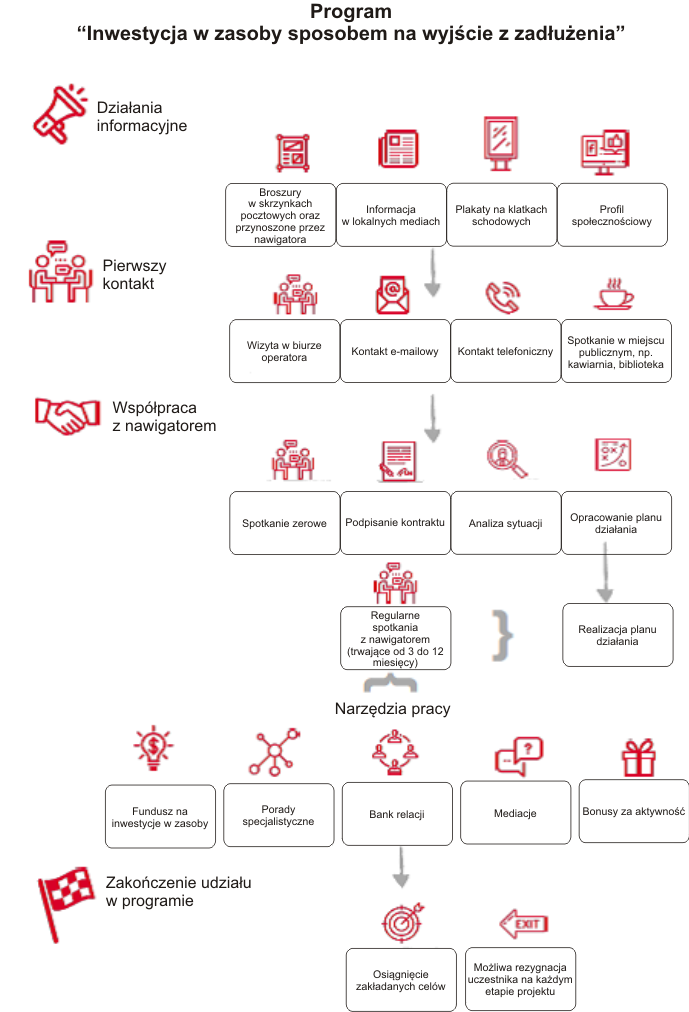 Program
“Inwestycja w zasoby sposobem na wyjście z zadłużenia”
Działania
informacyjne
Broszury
w skrzynkach
pocztowych oraz
przynoszone przez
nawigatora
Informacja
w lokalnych mediach
Plakaty na klatkach
schodowych
Profil
społecznościowy
Pierwszy
kontakt
Wizyta w biurze
operatora
Kontakt e-mailowy
Kontakt telefoniczny
Spotkanie w miejscu
publicznym, np.
kawiarnia, biblioteka
Współpraca
z nawigatorem
Spotkanie zerowe
Podpisanie kontraktu
Analiza sytuacji
Opracowanie planu
działania
Regularne
spotkania
z nawigatorem
(trwające od 3 do 12
miesięcy)
Realizacja planu
działania
Narzędzia pracy
Fundusz na
inwestycje w zasoby
Porady
specjalistyczne
Bank relacji
Mediacje
Bonusy za aktywność
Zakończenie udziału
w programie
EXIT
Osiągnięcie
zakładanych celów
Możliwa rezygnacja
uczestnika na każdym
etapie projektu